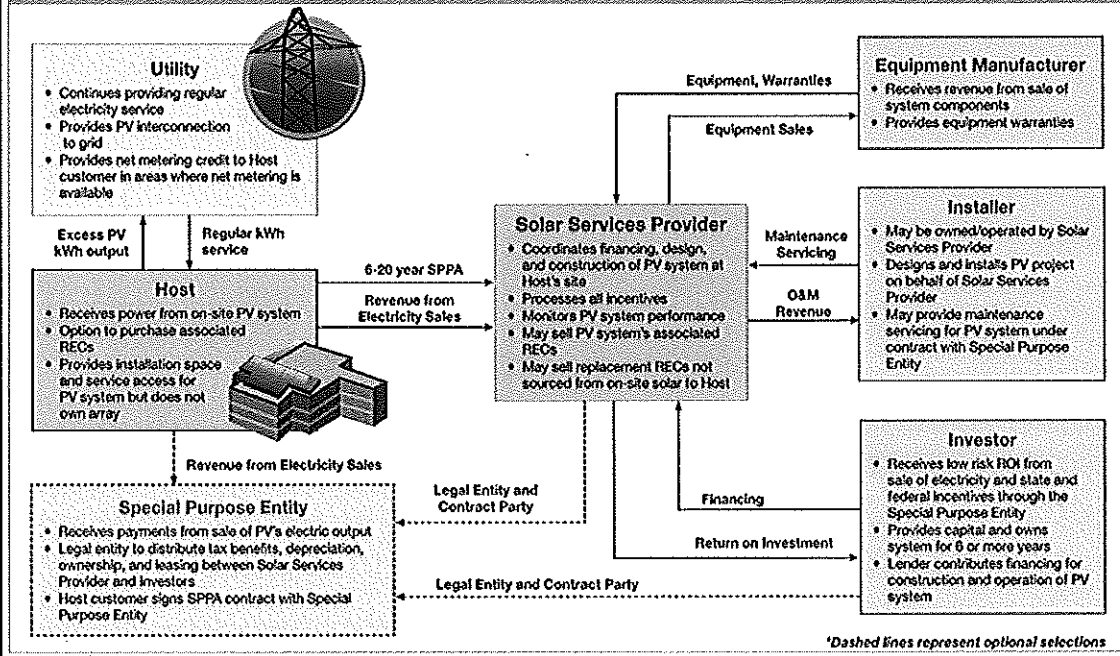 Utility
• Continues providing regular
electricity service
• Provides PV interconnection
to grid
• Provides net metering credit to Host
customer in areas where net metering is
available
Excess PV
kWh output
Regular kWh
service
Host
• Receives power from on-site PV system
• Option to purchase associated
RECs
• Provides installation space
and service access for
PV system but does not
own array
6-20 year SPPA
Revenue from
Electricity Sales
Revenue from Electricity Sales
Special Purpose Entity
• Receives payments from sale of PV's electric output
• Legal entity to distribute tax benefits, depreciation,
ownership, and leasing between Solar Services
Provider and Investors
• Host customer signs SPPA contract with Special
Purpose Entity
Solar Services Provider
• Coordinates financing, design,
and construction of PV system at
Host's site
• Processes all incentives
• Monitors PV system performance
• May sell PV system's associated
RECs
• May sell replacement RECs not
sourced from on-site solar to Host
Legal Entity and
Contract Party
Legal Entity and Contract Party
Equipment, Warranties
Equipment Sales
Maintenance
Servicing
O&M
Revenue
Financing
Return on Investment
Equipment Manufacturer
• Receives revenue from sale of
system components
• Provides equipment warranties
Installer
• May be owned/operated by Solar
Services Provider
• Designs and installs PV project
on behalf of Solar Services
Provider
• May provide maintenance
servicing for PV system under
contract with Special Purpose
Entity
Investor
• Receives low risk ROI from
sale of electricity and state and
federal incentives through the
Special Purpose Entity
• Provides capital and owns
system for 6 or more years
• Lender contributes financing for
construction and operation of PV
system
*Dashed lines represent optional selections